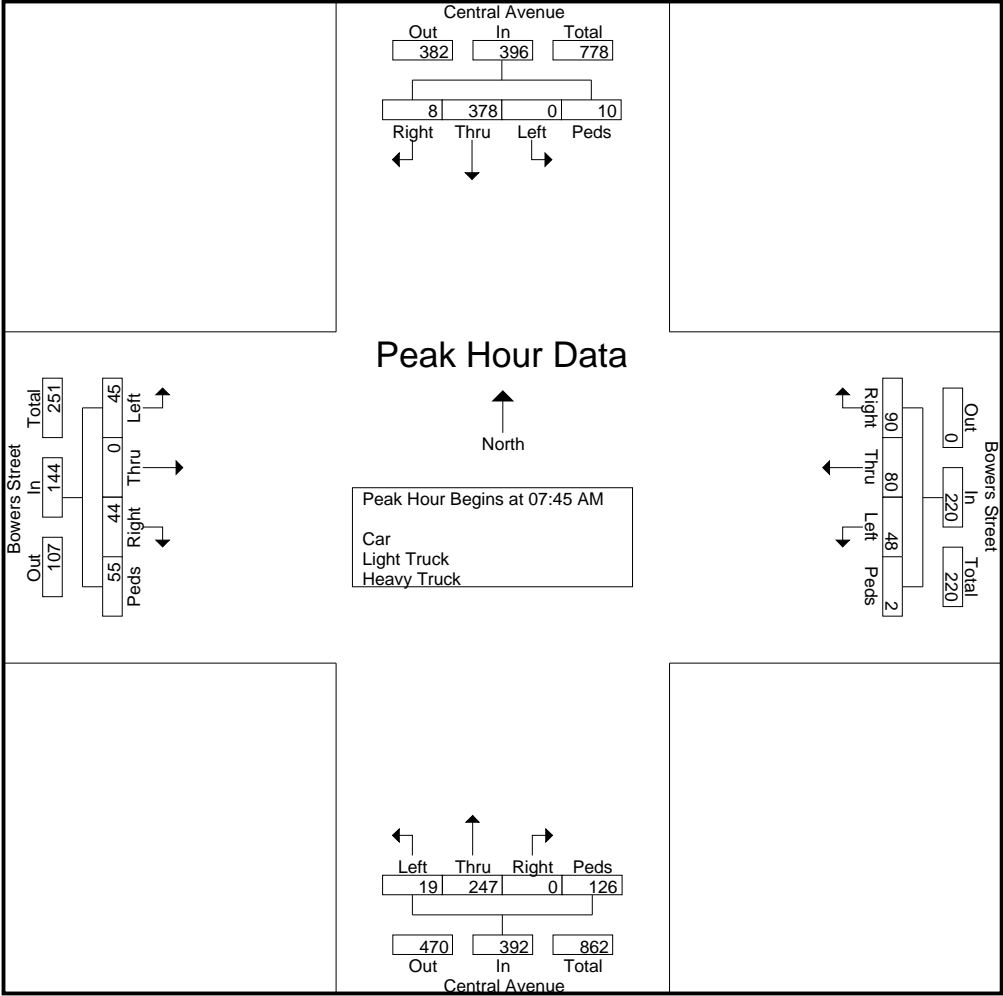 Central Avenue
Out In Total
382 396 778
8 378 0 10
Right Thru Left Peds
Peak Hour Data
North
Peak Hour Begins at 07:45 AM
Car
Light Truck
Heavy Truck
Bowers Street
Total In Out
251 144 107
45 0 44 55
Left Thru Right Peds
Bowers Street
Out In Total
0 220 220
90 80 48 2
Right Thru Left Peds
Left Thru Right Peds
19 247 0 126
470 392 862
Out In Total
Central Avenue